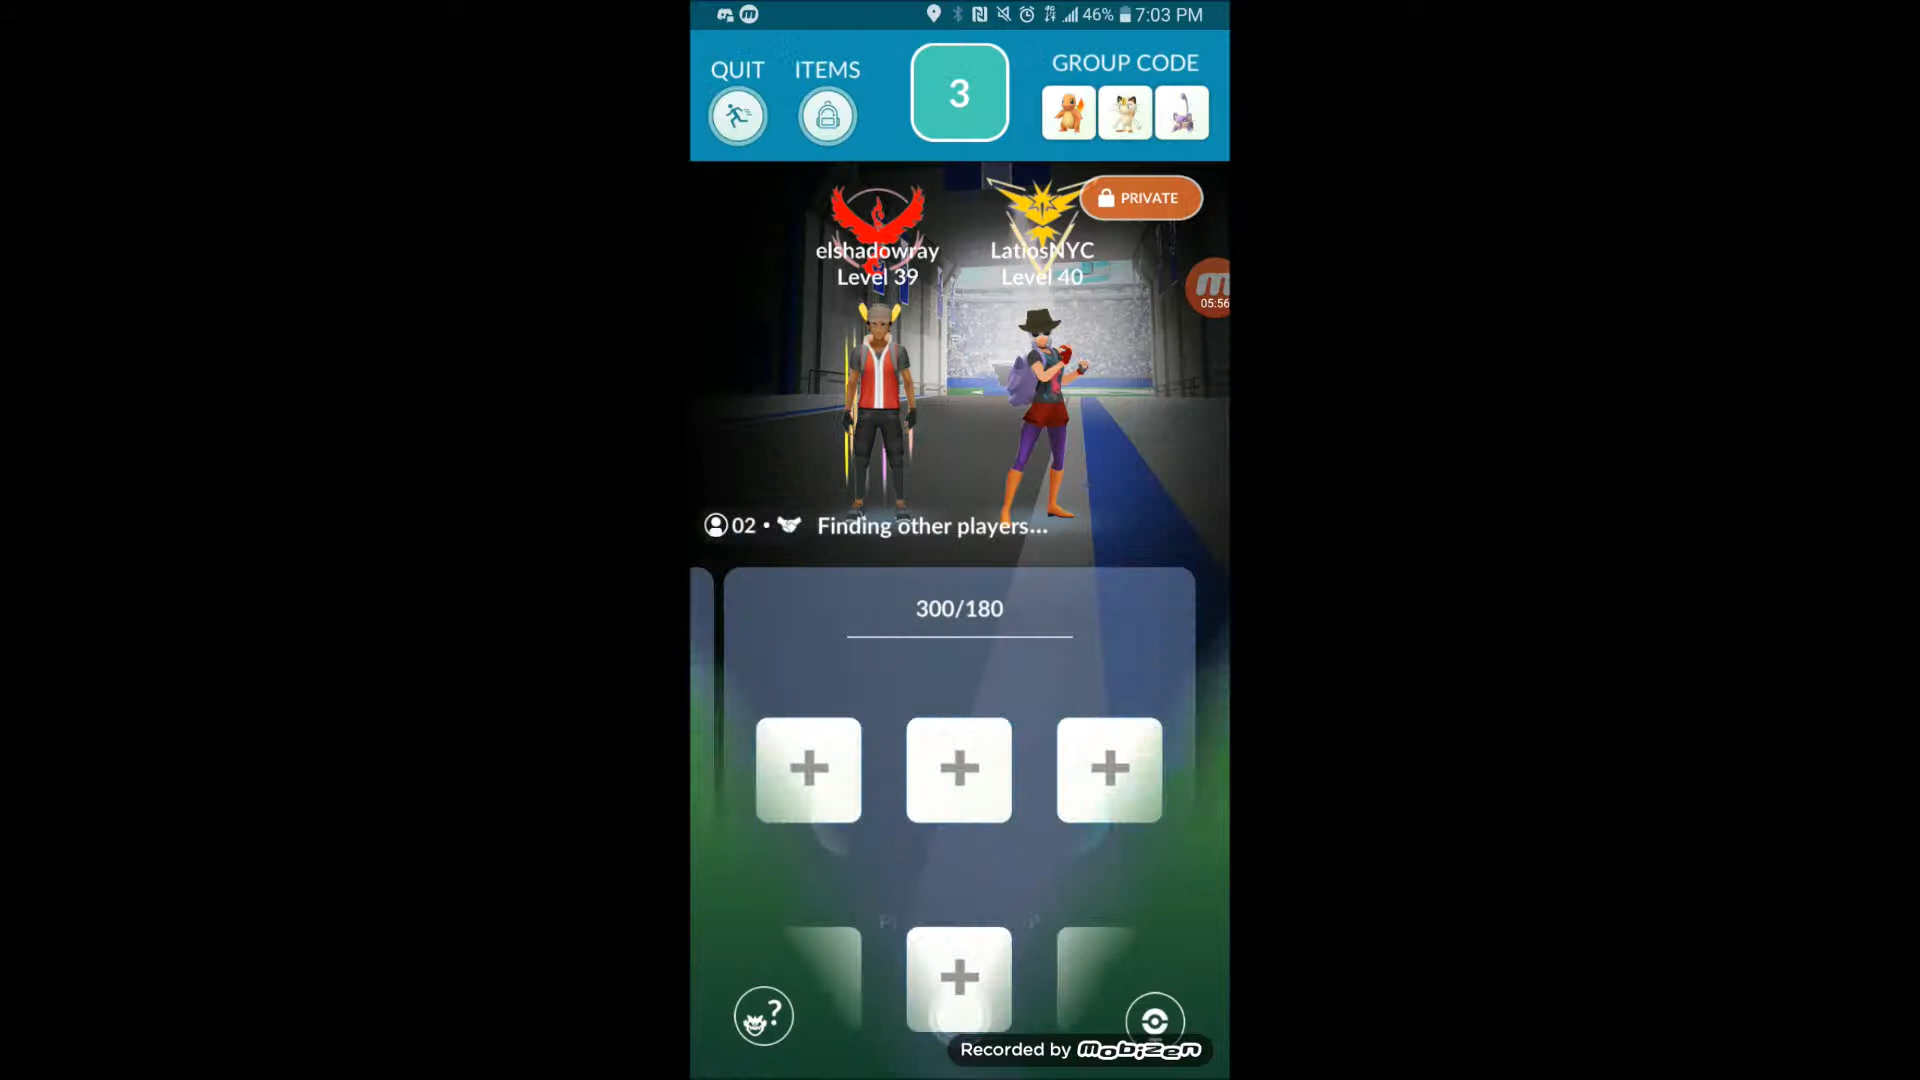 46% 7:03 PM
QUIT ITEMS 3 GROUP CODE
PRIVATE
elshadowray LatiosNYC
Level 39 Level 40
05:56
02 • Finding other players...
300/180
?
Recorded by Mobizen